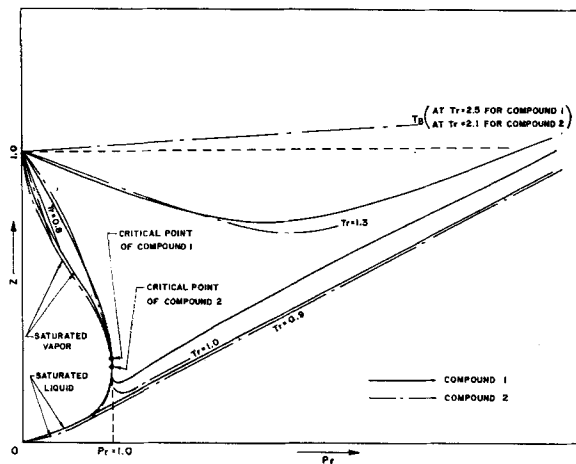 TB ( AT Tr=2.5 FOR COMPOUND 1
AT Tr=2.1 FOR COMPOUND 2 )
1.0
Tr=0.8
Tr=1.3
CRITICAL POINT
OF COMPOUND 1
Z
CRITICAL POINT
OF COMPOUND 2
SATURATED
VAPOR
Tr=1.0
Tr=0.9
SATURATED
LIQUID
COMPOUND 1
COMPOUND 2
0
Pr=1.0
Pr